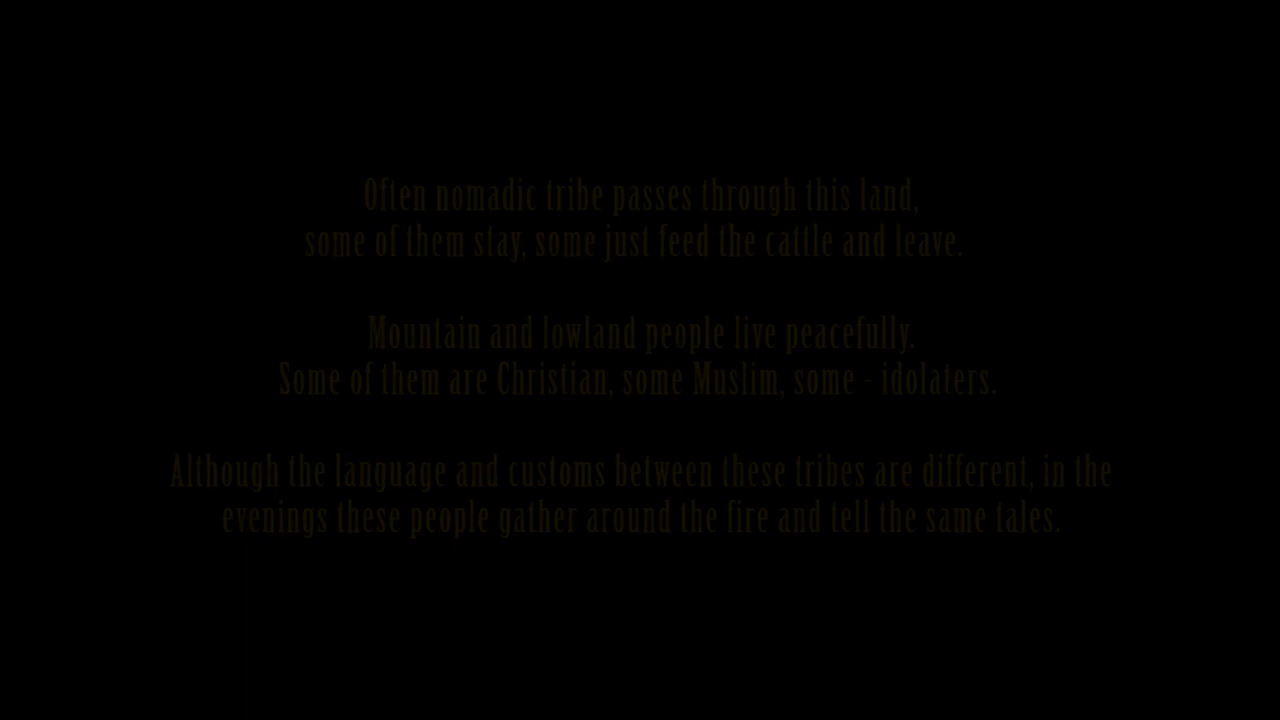 Often nomadic tribe passes through this land,
some of them stay, some just feed the cattle and leave.
Mountain and lowland people live peacefully.
Some of them are Christian, some Muslim, some - idolaters.
Although the language and customs between these tribes are different, in the
evenings these people gather around the fire and tell the same tales.